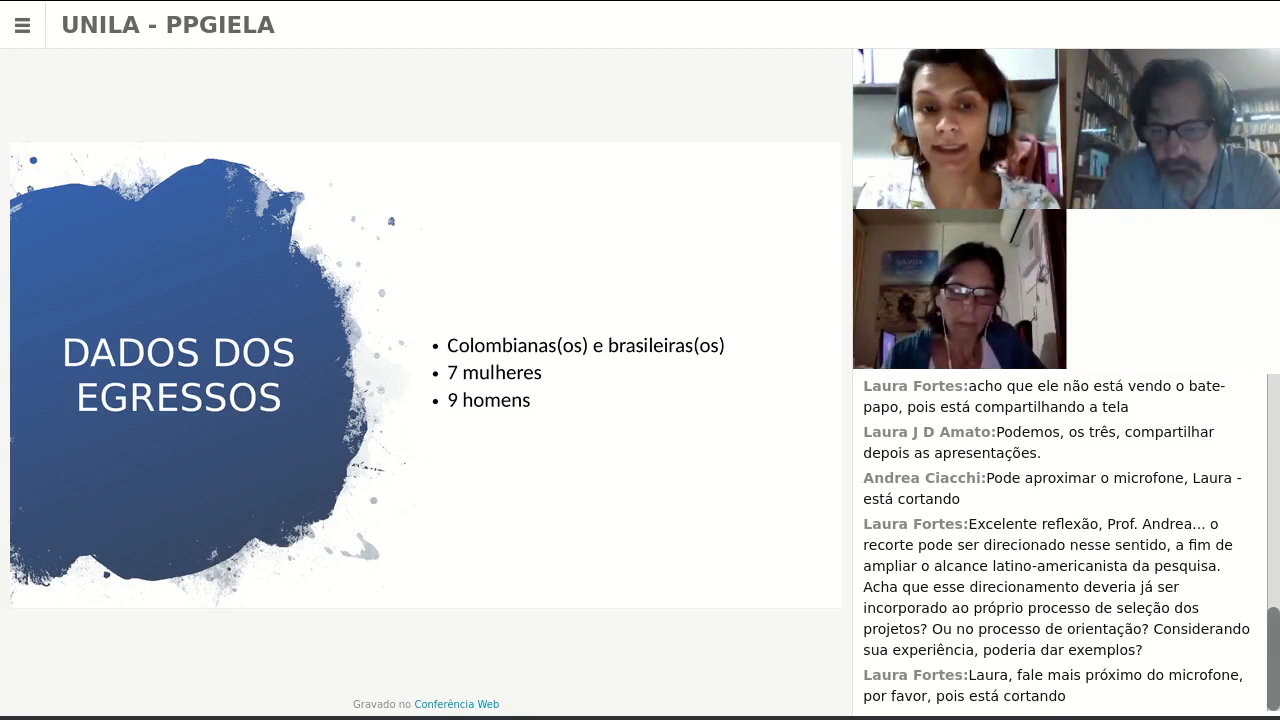 UNILA - PPGIELA
DADOS DOS
EGRESSOS
• Colombianas(os) e brasileiras(os)
• 7 mulheres
• 9 homens
Laura Fortes:acho que ele não está vendo o bate-
papo, pois está compartilhando a tela
Laura J D Amato:Podemos, os três, compartilhar
depois as apresentações.
Andrea Ciacchi:Pode aproximar o microfone, Laura -
está cortando
Laura Fortes:Excelente reflexão, Prof. Andrea... o
recorte pode ser direcionado nesse sentido, a fim de
ampliar o alcance latino-americanista da pesquisa.
Acha que esse direcionamento deveria já ser
incorporado ao próprio processo de seleção dos
projetos? Ou no processo de orientação? Considerando
sua experiência, poderia dar exemplos?
Laura Fortes:Laura, fale mais próximo do microfone,
por favor, pois está cortando
Gravado no Conferência Web